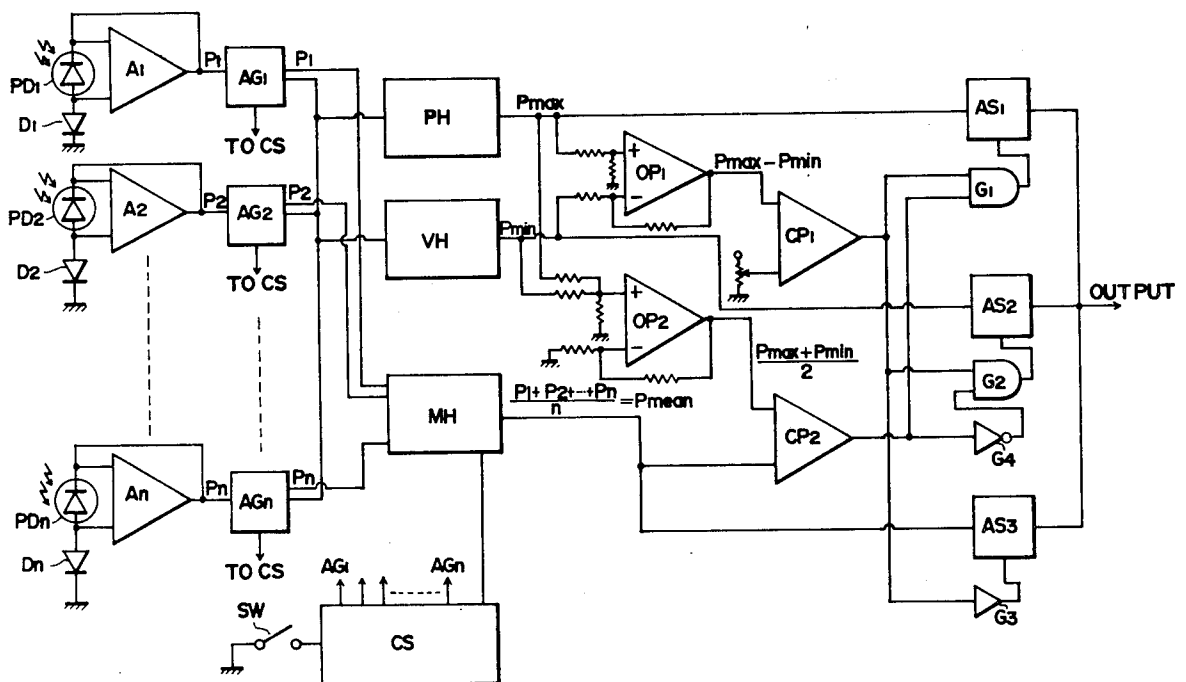 A1
P1
AG1
P1
PD1
D1
TO CS
PH
Pmax
AS1
+
OP1
−
Pmax − Pmin
G1
CP1
A2
P2
AG2
P2
PD2
D2
TO CS
VH
Pmin
AS2
OUTPUT
+
OP2
−
Pmax + Pmin
2
G2
P1 + P2 + --- + Pn
n
= Pmean
MH
CP2
G4
An
Pn
AGn
Pn
PDn
Dn
TO CS
AS3
G3
AG1
AGn
SW
CS